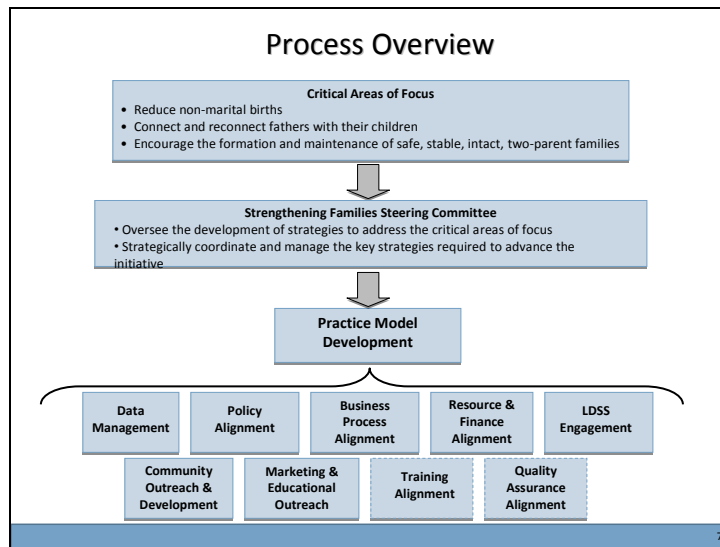 Process Overview
Critical Areas of Focus
• Reduce non-marital births
• Connect and reconnect fathers with their children
• Encourage the formation and maintenance of safe, stable, intact, two-parent families
Strengthening Families Steering Committee
• Oversee the development of strategies to address the critical areas of focus
• Strategically coordinate and manage the key strategies required to advance the
initiative
Practice Model
Development
Data
Management
Policy
Alignment
Business
Process
Alignment
Resource &
Finance
Alignment
LDSS
Engagement
Community
Outreach &
Development
Marketing &
Educational
Outreach
Training
Alignment
Quality
Assurance
Alignment
7